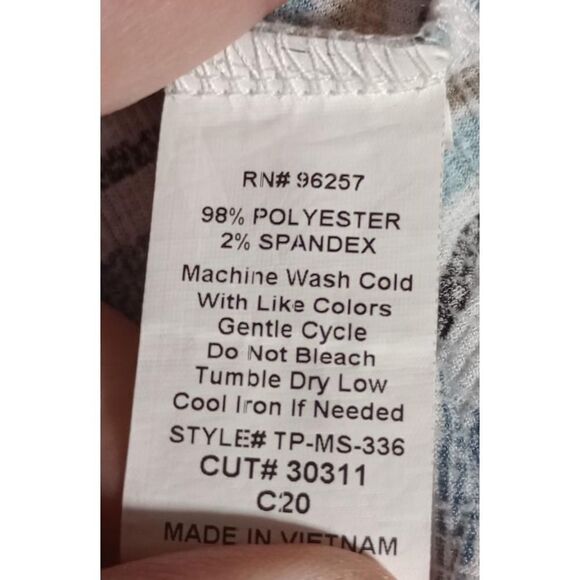 RN# 96257
98% POLYESTER
2% SPANDEX
Machine Wash Cold
With Like Colors
Gentle Cycle
Do Not Bleach
Tumble Dry Low
Cool Iron If Needed
STYLE# TP-MS-336
CUT# 30311
C20
MADE IN VIETNAM